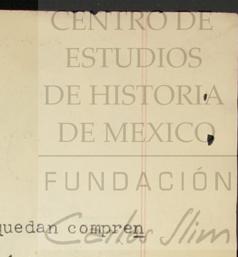 CENTRO DE
ESTUDIOS
DE HISTORIA
DE MEXICO
FUNDACIÓN
quedan compren
Carlos Slim